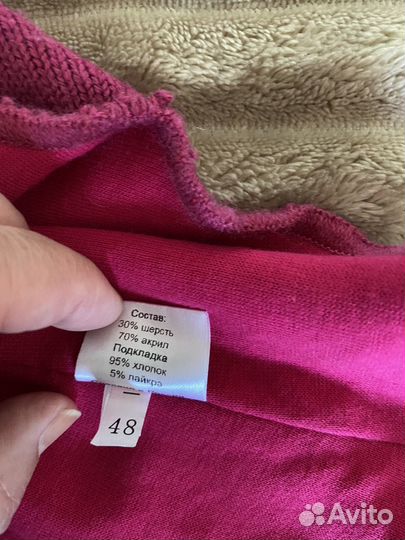 Состав:
30% шерсть
70% акрил
Подкладка
95% хлопок
5% лайкра
48
Avito